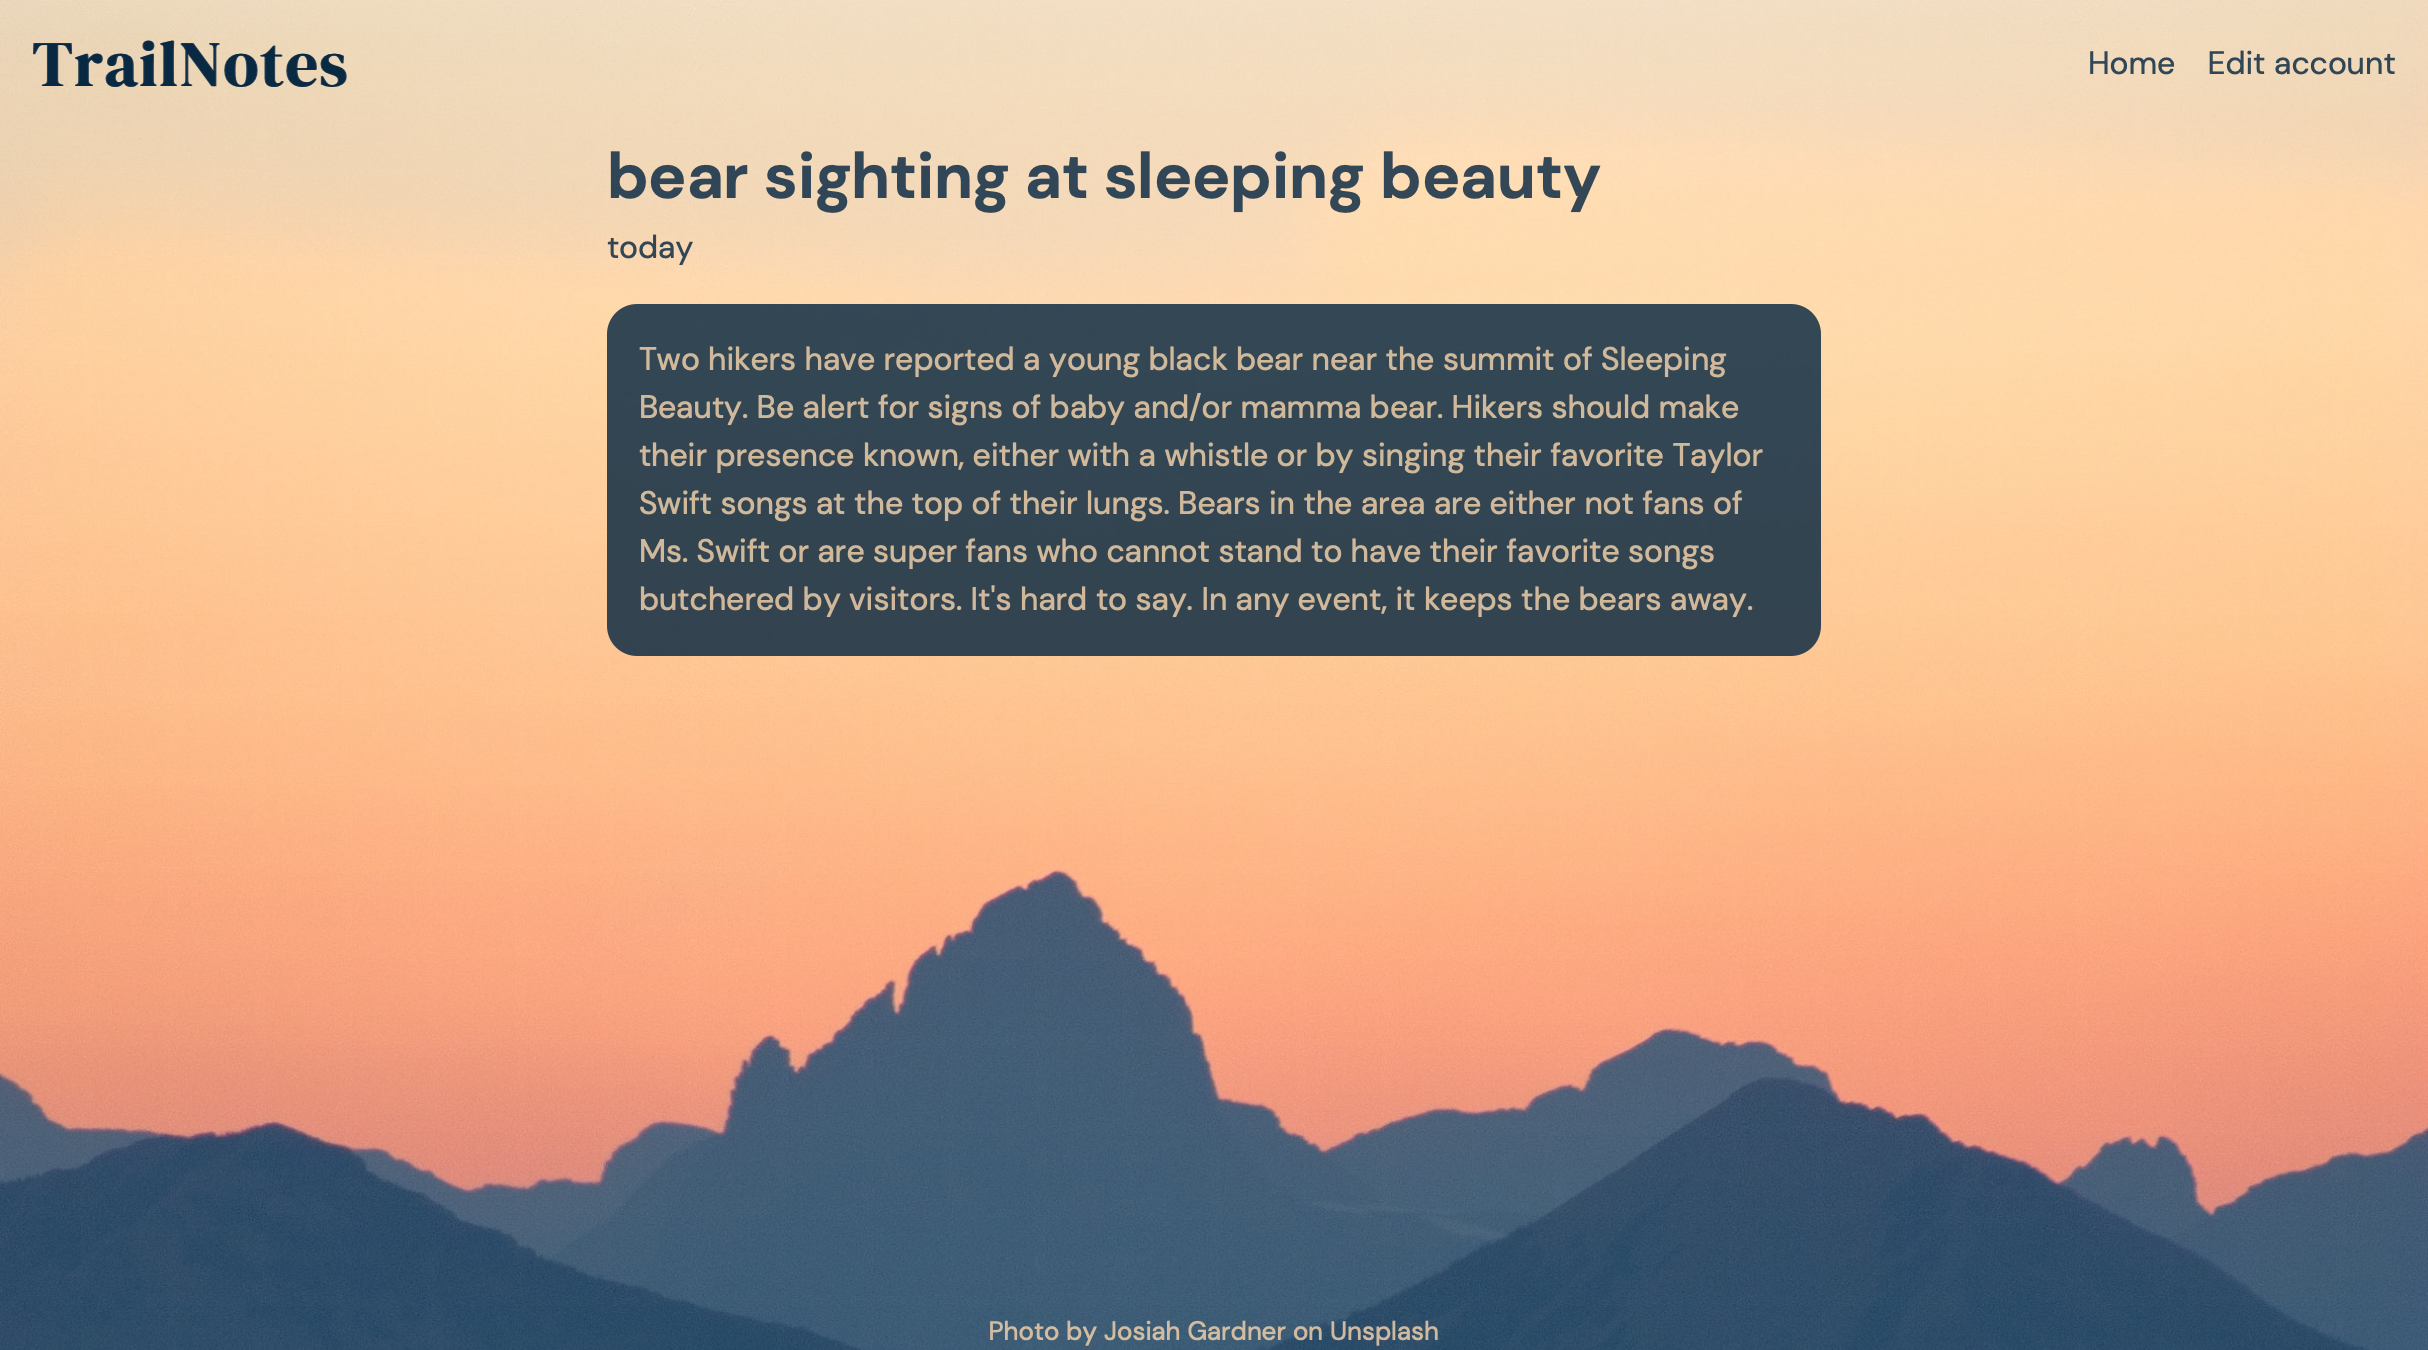 TrailNotes
Home Edit account
bear sighting at sleeping beauty
today
Two hikers have reported a young black bear near the summit of Sleeping
Beauty. Be alert for signs of baby and/or mamma bear. Hikers should make
their presence known, either with a whistle or by singing their favorite Taylor
Swift songs at the top of their lungs. Bears in the area are either not fans of
Ms. Swift or are super fans who cannot stand to have their favorite songs
butchered by visitors. It's hard to say. In any event, it keeps the bears away.
Photo by Josiah Gardner on Unsplash